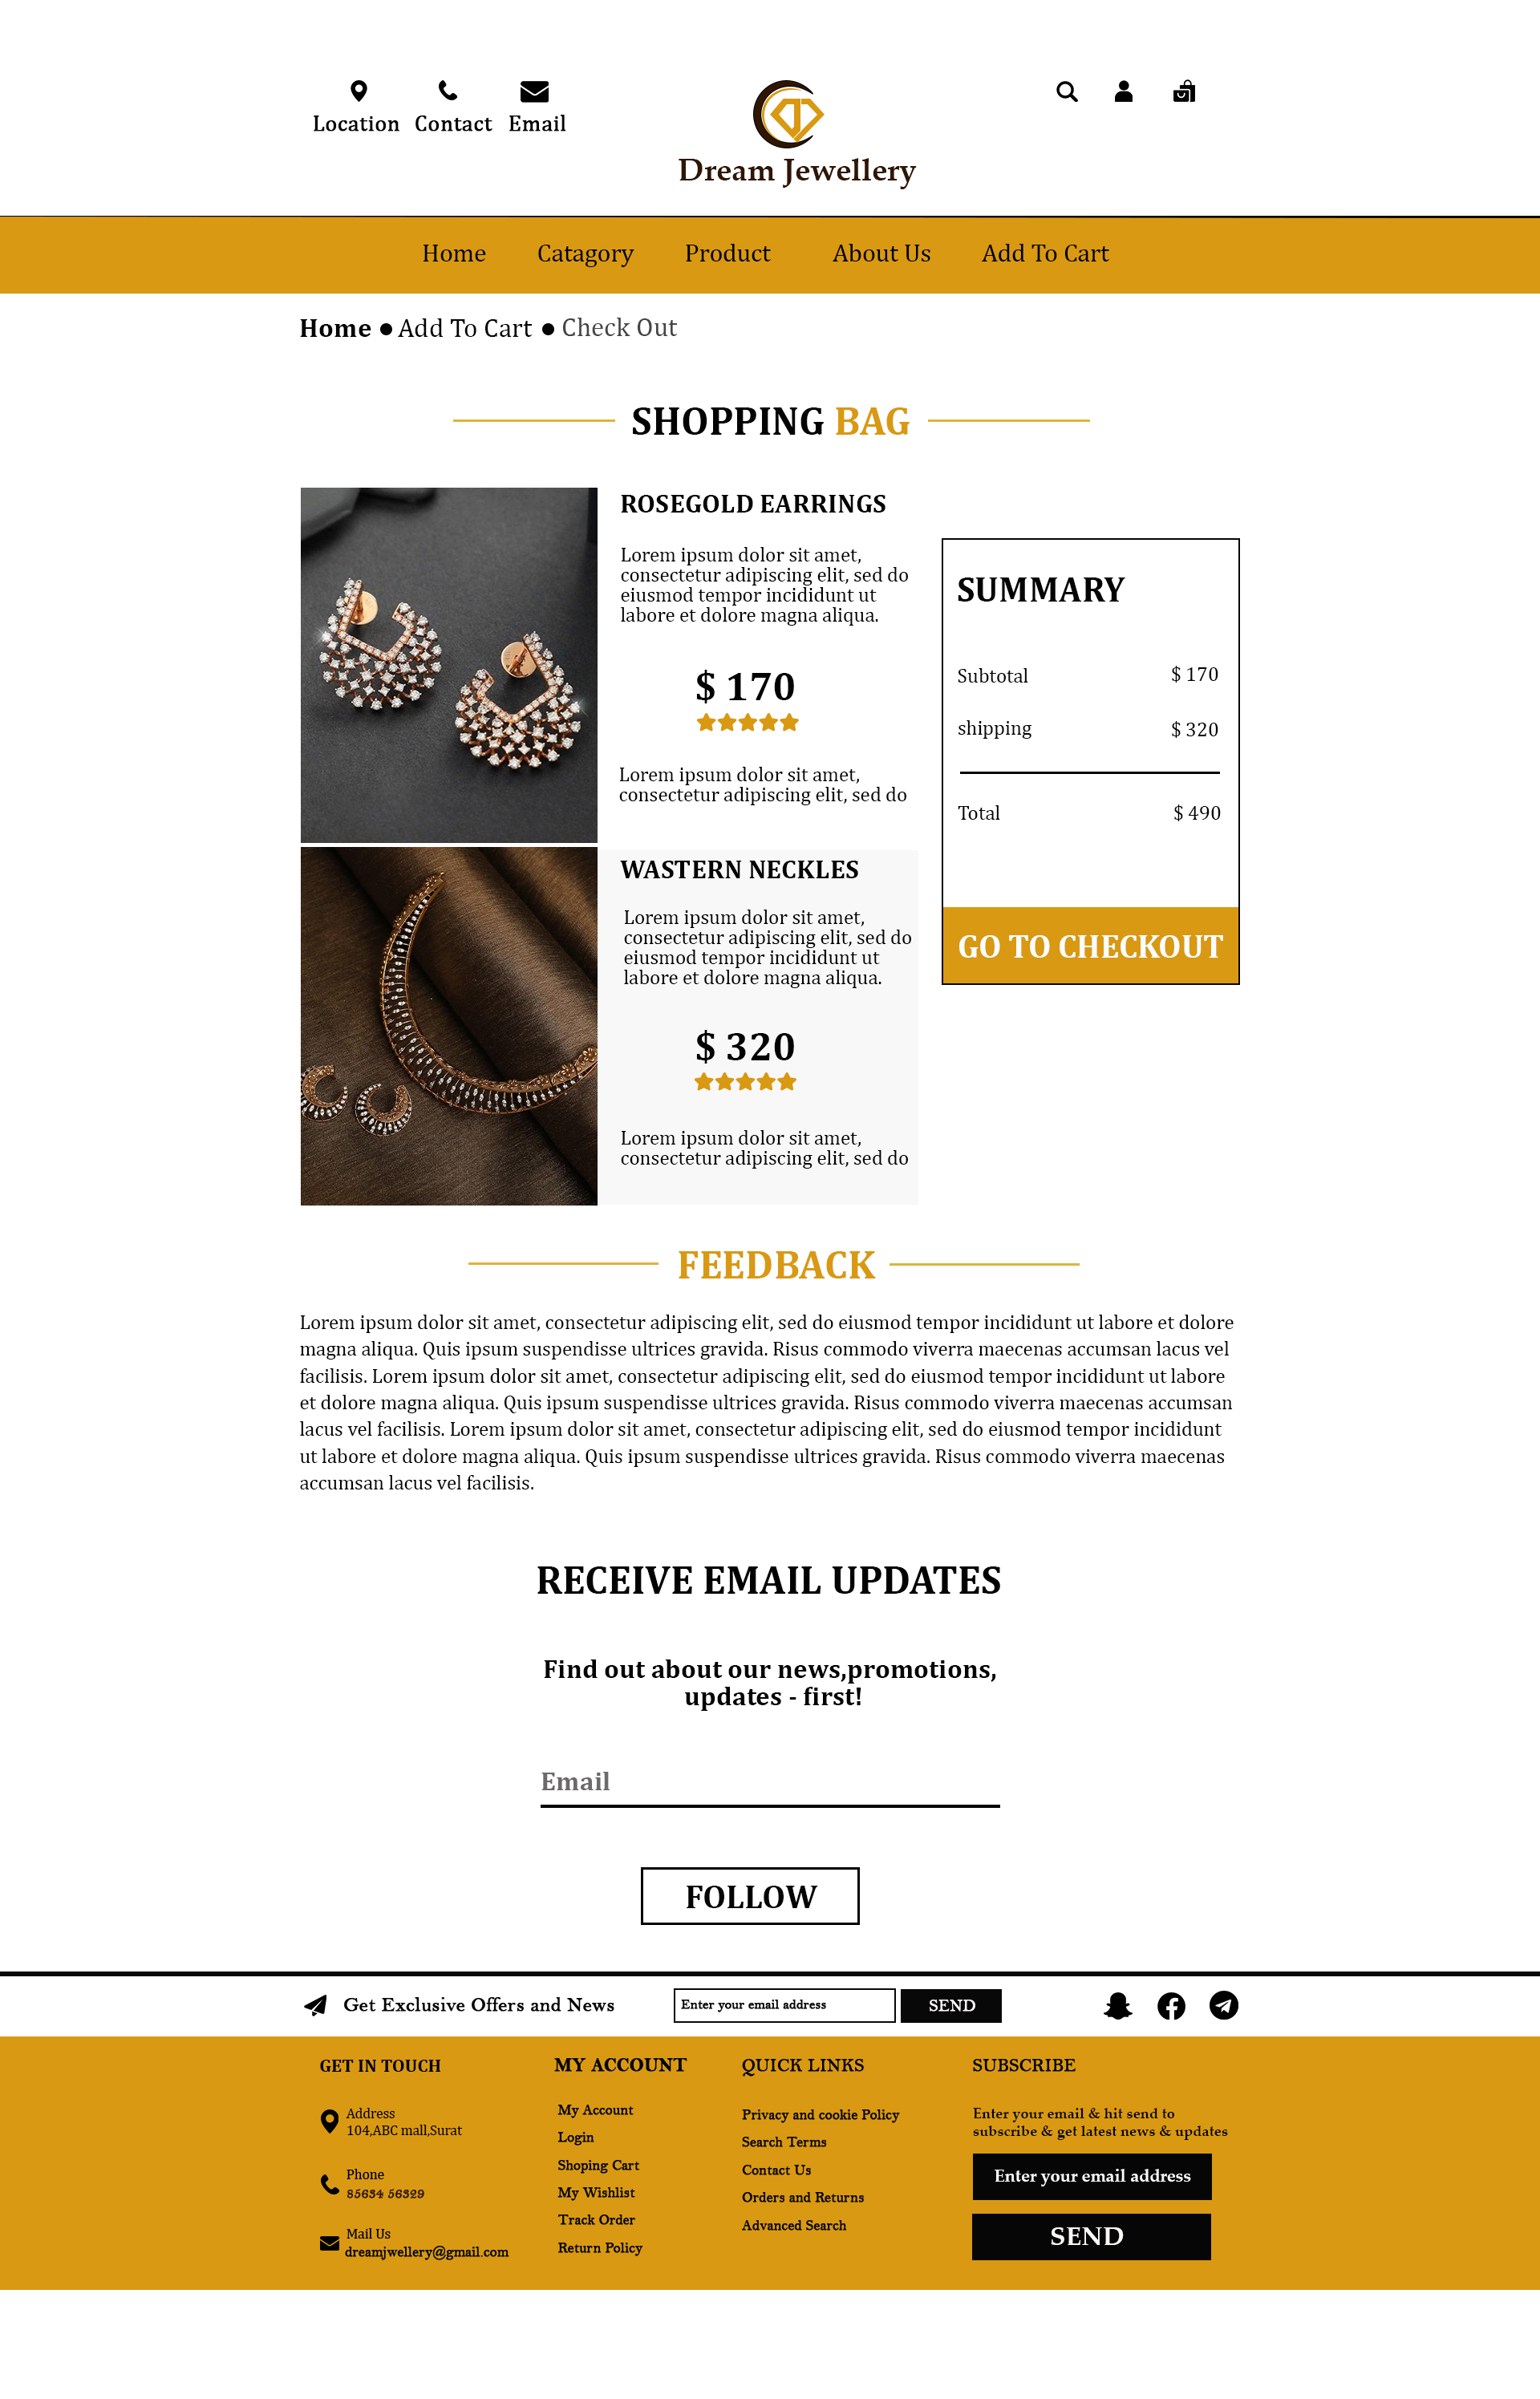 Location Contact Email
Dream Jewellery
Home Catagory Product About Us Add To Cart
Home Add To Cart Check Out
SHOPPING BAG
ROSEGOLD EARRINGS
Lorem ipsum dolor sit amet,
consectetur adipiscing elit, sed do
eiusmod tempor incididunt ut
labore et dolore magna aliqua.
$ 170
Lorem ipsum dolor sit amet,
consectetur adipiscing elit, sed do
WASTERN NECKLES
Lorem ipsum dolor sit amet,
consectetur adipiscing elit, sed do
eiusmod tempor incididunt ut
labore et dolore magna aliqua.
$ 320
Lorem ipsum dolor sit amet,
consectetur adipiscing elit, sed do
SUMMARY
Subtotal $ 170
shipping $ 320
Total $ 490
GO TO CHECKOUT
FEEDBACK
Lorem ipsum dolor sit amet, consectetur adipiscing elit, sed do eiusmod tempor incididunt ut labore et dolore
magna aliqua. Quis ipsum suspendisse ultrices gravida. Risus commodo viverra maecenas accumsan lacus vel
facilisis. Lorem ipsum dolor sit amet, consectetur adipiscing elit, sed do eiusmod tempor incididunt ut labore
et dolore magna aliqua. Quis ipsum suspendisse ultrices gravida. Risus commodo viverra maecenas accumsan
lacus vel facilisis. Lorem ipsum dolor sit amet, consectetur adipiscing elit, sed do eiusmod tempor incididunt
ut labore et dolore magna aliqua. Quis ipsum suspendisse ultrices gravida. Risus commodo viverra maecenas
accumsan lacus vel facilisis.
RECEIVE EMAIL UPDATES
Find out about our news,promotions,
updates - first!
Email
FOLLOW
Get Exclusive Offers and News Enter your email address SEND
GET IN TOUCH
Address
104,ABC mall,Surat
Phone
85634 56329
Mail Us
dreamjwellery@gmail.com
MY ACCOUNT
My Account
Login
Shoping Cart
My Wishlist
Track Order
Return Policy
QUICK LINKS
Privacy and cookie Policy
Search Terms
Contact Us
Orders and Returns
Advanced Search
SUBSCRIBE
Enter your email & hit send to
subscribe & get latest news & updates
Enter your email address
SEND